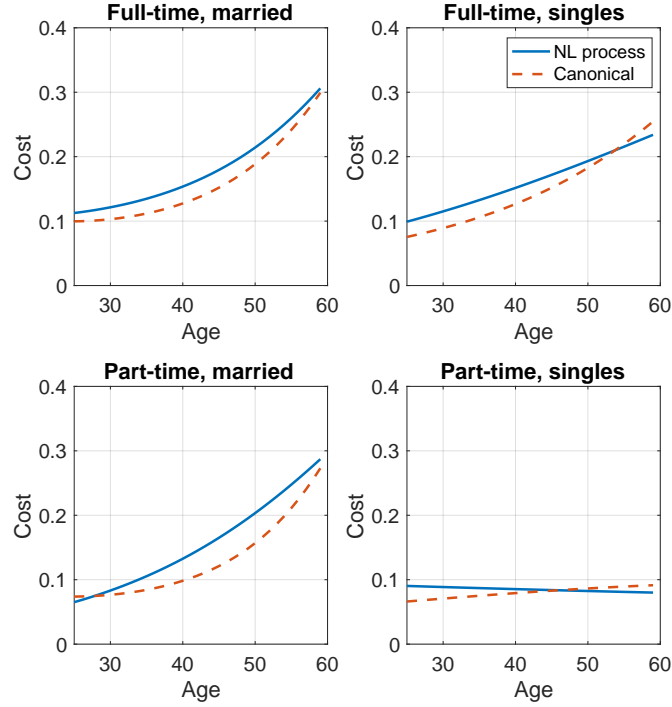 Full-time, married
0.4
0.3
0.2
0.1
0
Cost
30 40 50 60
Age
Full-time, singles
NL process
Canonical
0.4
0.3
0.2
0.1
0
Cost
30 40 50 60
Age
Part-time, married
0.4
0.3
0.2
0.1
0
Cost
30 40 50 60
Age
Part-time, singles
0.4
0.3
0.2
0.1
0
Cost
30 40 50 60
Age